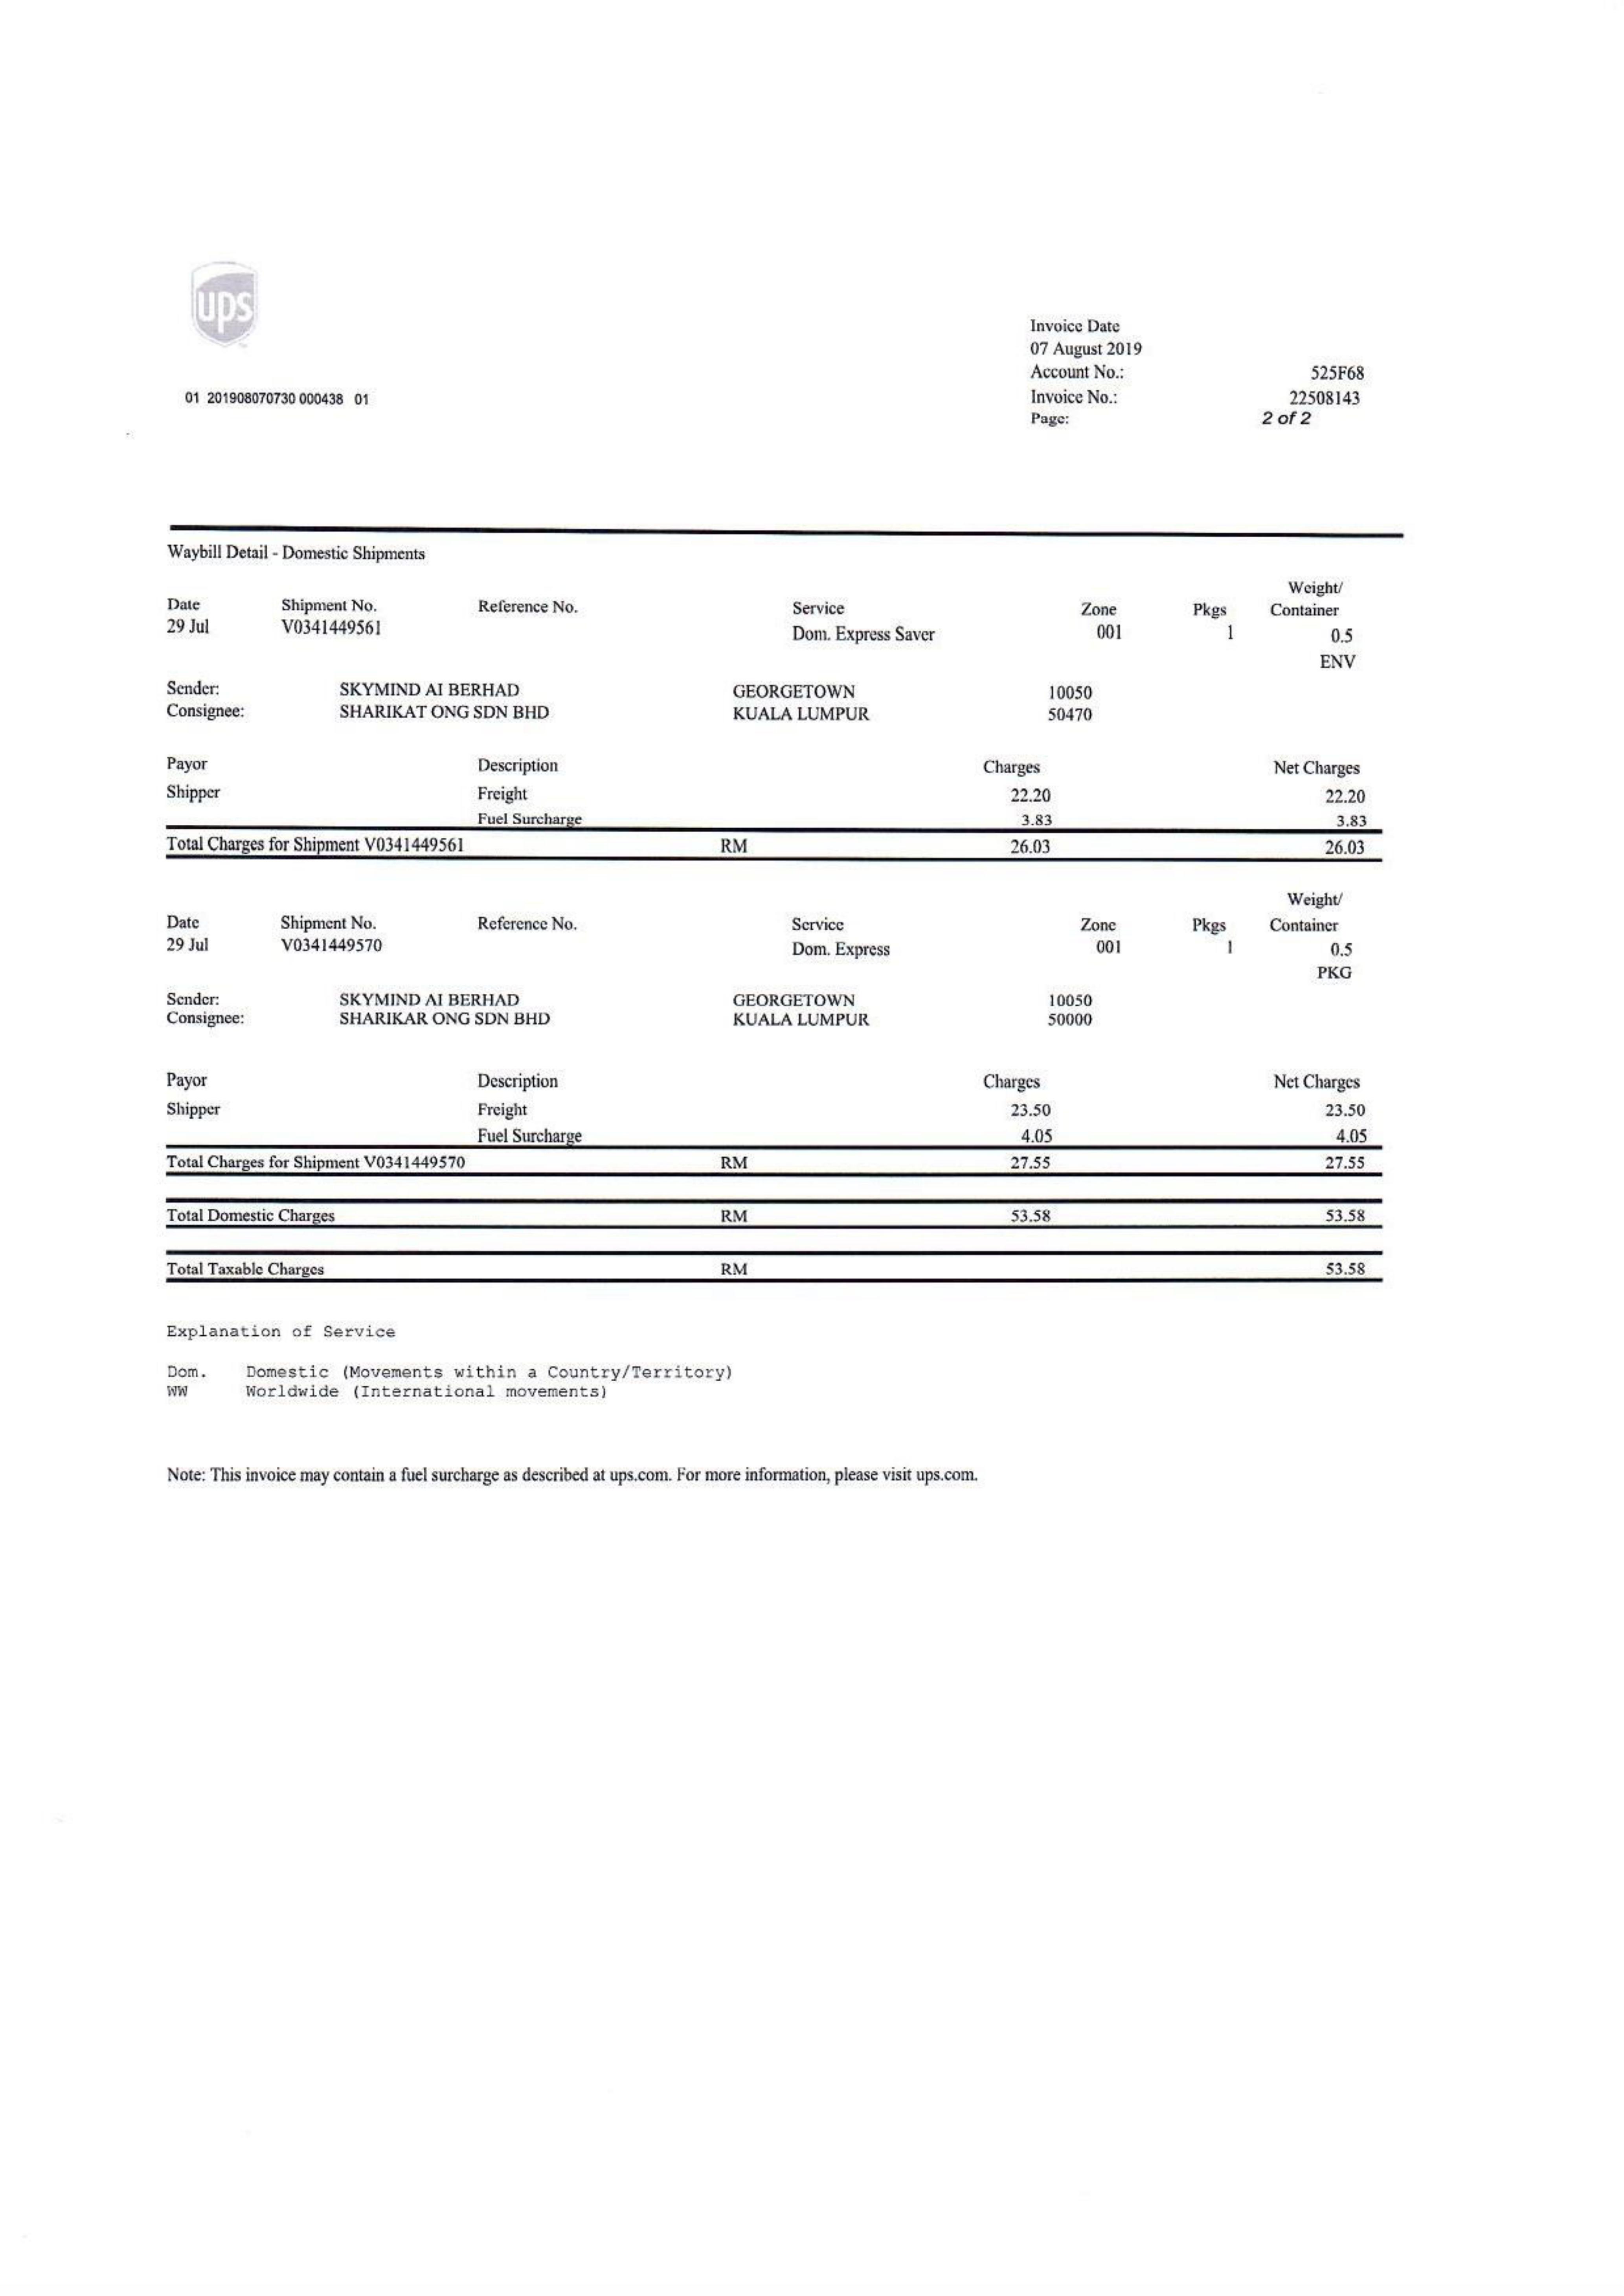 ups
Invoice Date
07 August 2019
Account No.: 525F68
01 201908070730 000438 01
Invoice No.: 22508143
Page: 2 of 2
Waybill Detail - Domestic Shipments
Weight/
Date Shipment No. Reference No. Service Zone Pkgs Container
29 Jul V0341449561 Dom. Express Saver 001 1 0.5
ENV
Sender: SKYMIND AI BERHAD GEORGETOWN 10050
Consignee: SHARIKAT ONG SDN BHD KUALA LUMPUR 50470
Payor Description Charges Net Charges
Shipper Freight 22.20 22.20
Fuel Surcharge 3.83 3.83
Total Charges for Shipment V0341449561 RM 26.03 26.03
Weight/
Date Shipment No. Reference No. Service Zone Pkgs Container
29 Jul V0341449570 Dom. Express 001 1 0.5
PKG
Sender: SKYMIND AI BERHAD GEORGETOWN 10050
Consignee: SHARIKAR ONG SDN BHD KUALA LUMPUR 50000
Payor Description Charges Net Charges
Shipper Freight 23.50 23.50
Fuel Surcharge 4.05 4.05
Total Charges for Shipment V0341449570 RM 27.55 27.55
Total Domestic Charges RM 53.58 53.58
Total Taxable Charges RM 53.58
Explanation of Service
Dom. Domestic (Movements within a Country/Territory)
WW Worldwide (International movements)
Note: This invoice may contain a fuel surcharge as described at ups.com. For more information, please visit ups.com.